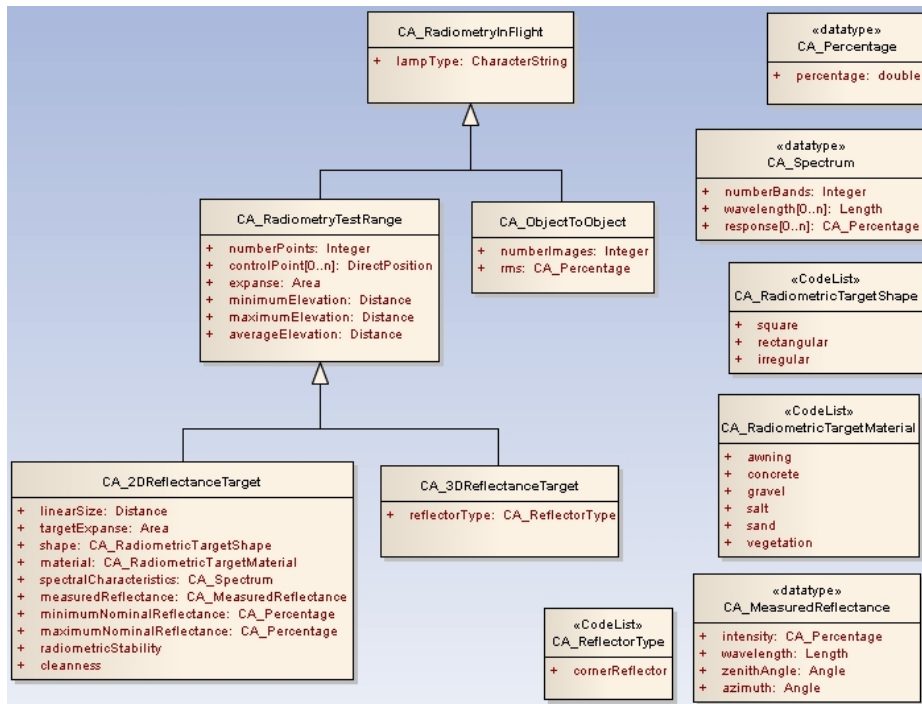 CA_RadiometryInFlight
+ lampType: CharacterString
«datatype»
CA_Percentage
+ percentage: double
«datatype»
CA_Spectrum
+ numberBands: Integer
+ wavelength[0..n]: Length
+ response[0..n]: CA_Percentage
CA_RadiometryTestRange
+ numberPoints: Integer
+ controlPoint[0..n]: DirectPosition
+ expanse: Area
+ minimumElevation: Distance
+ maximumElevation: Distance
+ averageElevation: Distance
CA_ObjectToObject
+ numberImages: Integer
+ rms: CA_Percentage
«CodeList»
CA_RadiometricTargetShape
+ square
+ rectangular
+ irregular
«CodeList»
CA_RadiometricTargetMaterial
+ awning
+ concrete
+ gravel
+ salt
+ sand
+ vegetation
CA_2DReflectanceTarget
+ linearSize: Distance
+ targetExpanse: Area
+ shape: CA_RadiometricTargetShape
+ material: CA_RadiometricTargetMaterial
+ spectralCharacteristics: CA_Spectrum
+ measuredReflectance: CA_MeasuredReflectance
+ minimumNominalReflectance: CA_Percentage
+ maximumNominalReflectance: CA_Percentage
+ radiometricStability
+ cleanness
CA_3DReflectanceTarget
+ reflectorType: CA_ReflectorType
«CodeList»
CA_ReflectorType
+ cornerReflector
«datatype»
CA_MeasuredReflectance
+ intensity: CA_Percentage
+ wavelength: Length
+ zenithAngle: Angle
+ azimuth: Angle